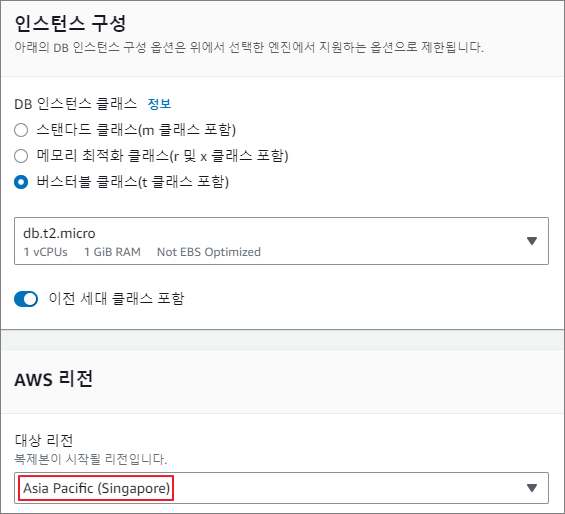 인스턴스 구성
아래의 DB 인스턴스 구성 옵션은 위에서 선택한 엔진에서 지원하는 옵션으로 제한됩니다.
DB 인스턴스 클래스 정보
스탠다드 클래스(m 클래스 포함)
메모리 최적화 클래스(r 및 x 클래스 포함)
버스터블 클래스(t 클래스 포함)
db.t2.micro
1 vCPUs 1 GiB RAM Not EBS Optimized
이전 세대 클래스 포함
AWS 리전
대상 리전
복제본이 시작될 리전입니다.
Asia Pacific (Singapore)